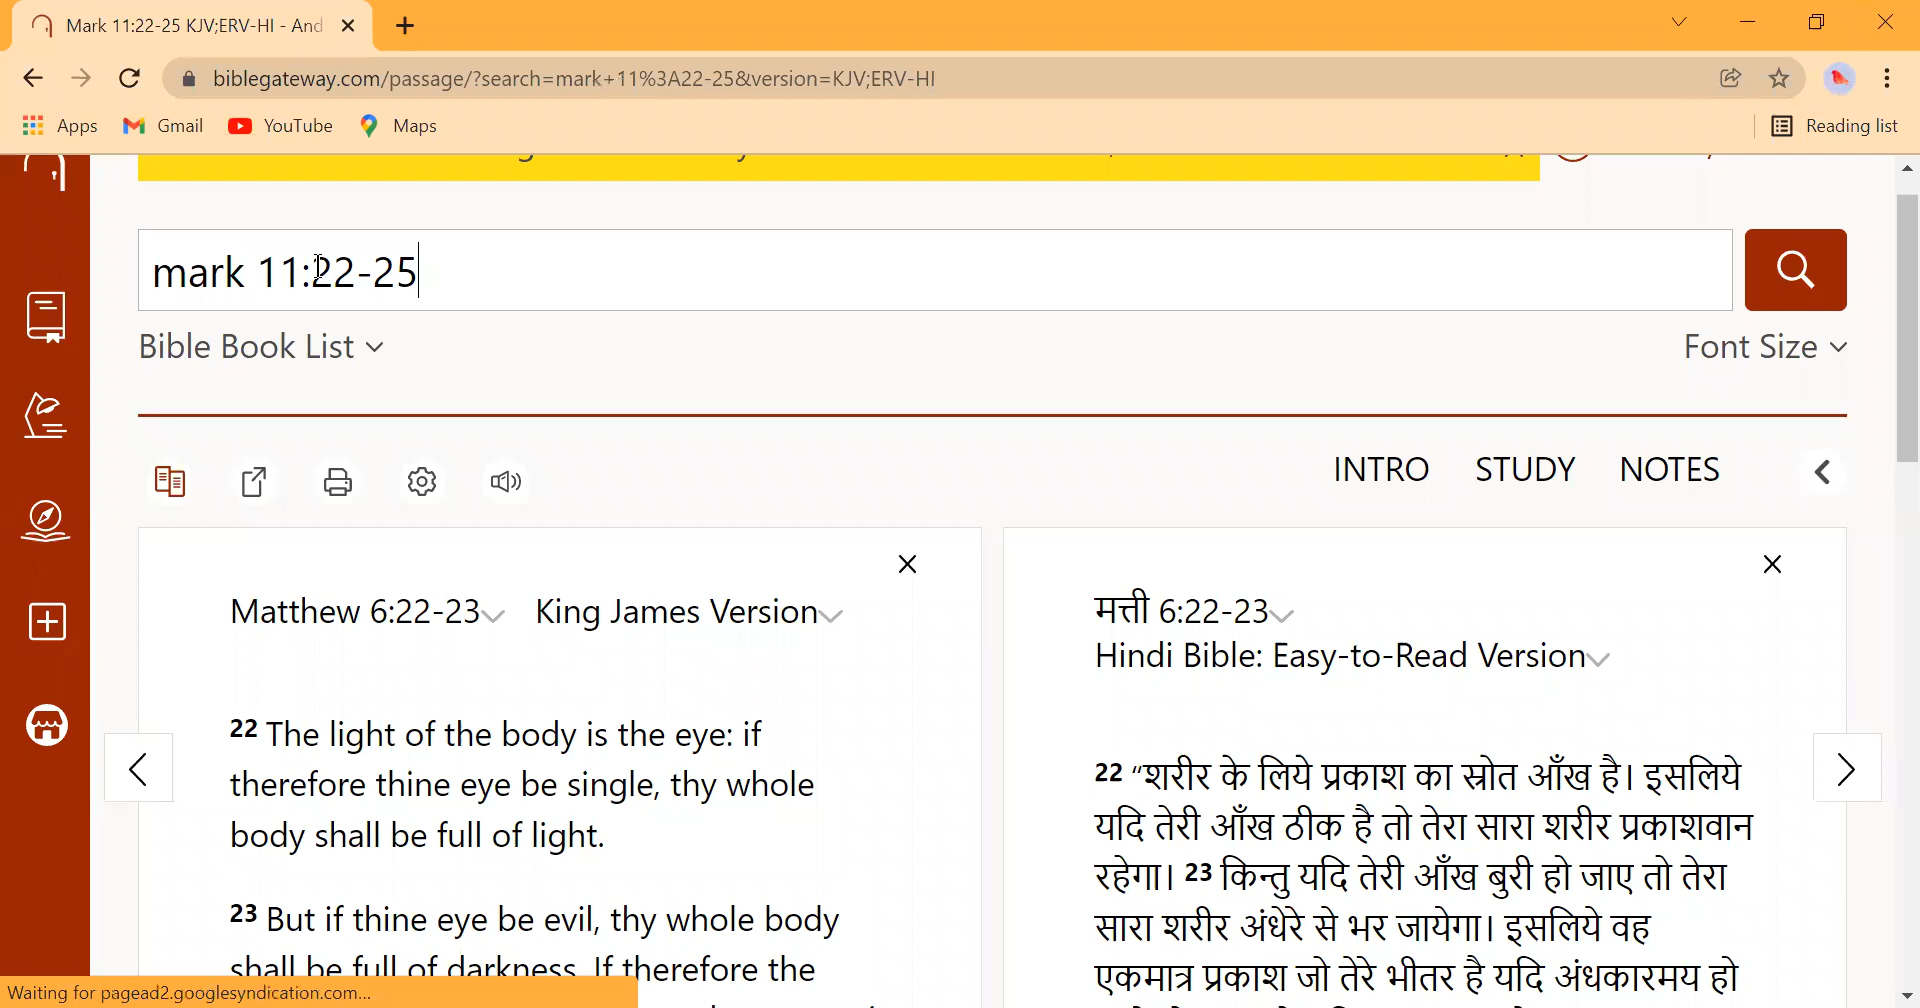 Mark 11:22-25 KJV;ERV-HI - And
biblegateway.com/passage/?search=mark+11%3A22-25&version=KJV;ERV-HI
Apps Gmail YouTube Maps Reading list
mark 11:22-25
Bible Book List Font Size
INTRO STUDY NOTES
Matthew 6:22-23 King James Version
22 The light of the body is the eye: if
therefore thine eye be single, thy whole
body shall be full of light.
23 But if thine eye be evil, thy whole body
shall be full of darkness. If therefore the
मत्ती 6:22-23
Hindi Bible: Easy-to-Read Version
22 “शरीर के लिये प्रकाश का स्रोत आँख है। इसलिये
यदि तेरी आँख ठीक है तो तेरा सारा शरीर प्रकाशवान
रहेगा। 23 किन्तु यदि तेरी आँख बुरी हो जाए तो तेरा
सारा शरीर अंधेरे से भर जायेगा। इसलिये वह
एकमात्र प्रकाश जो तेरे भीतर है यदि अंधकारमय हो
Waiting for pagead2.googlesyndication.com...